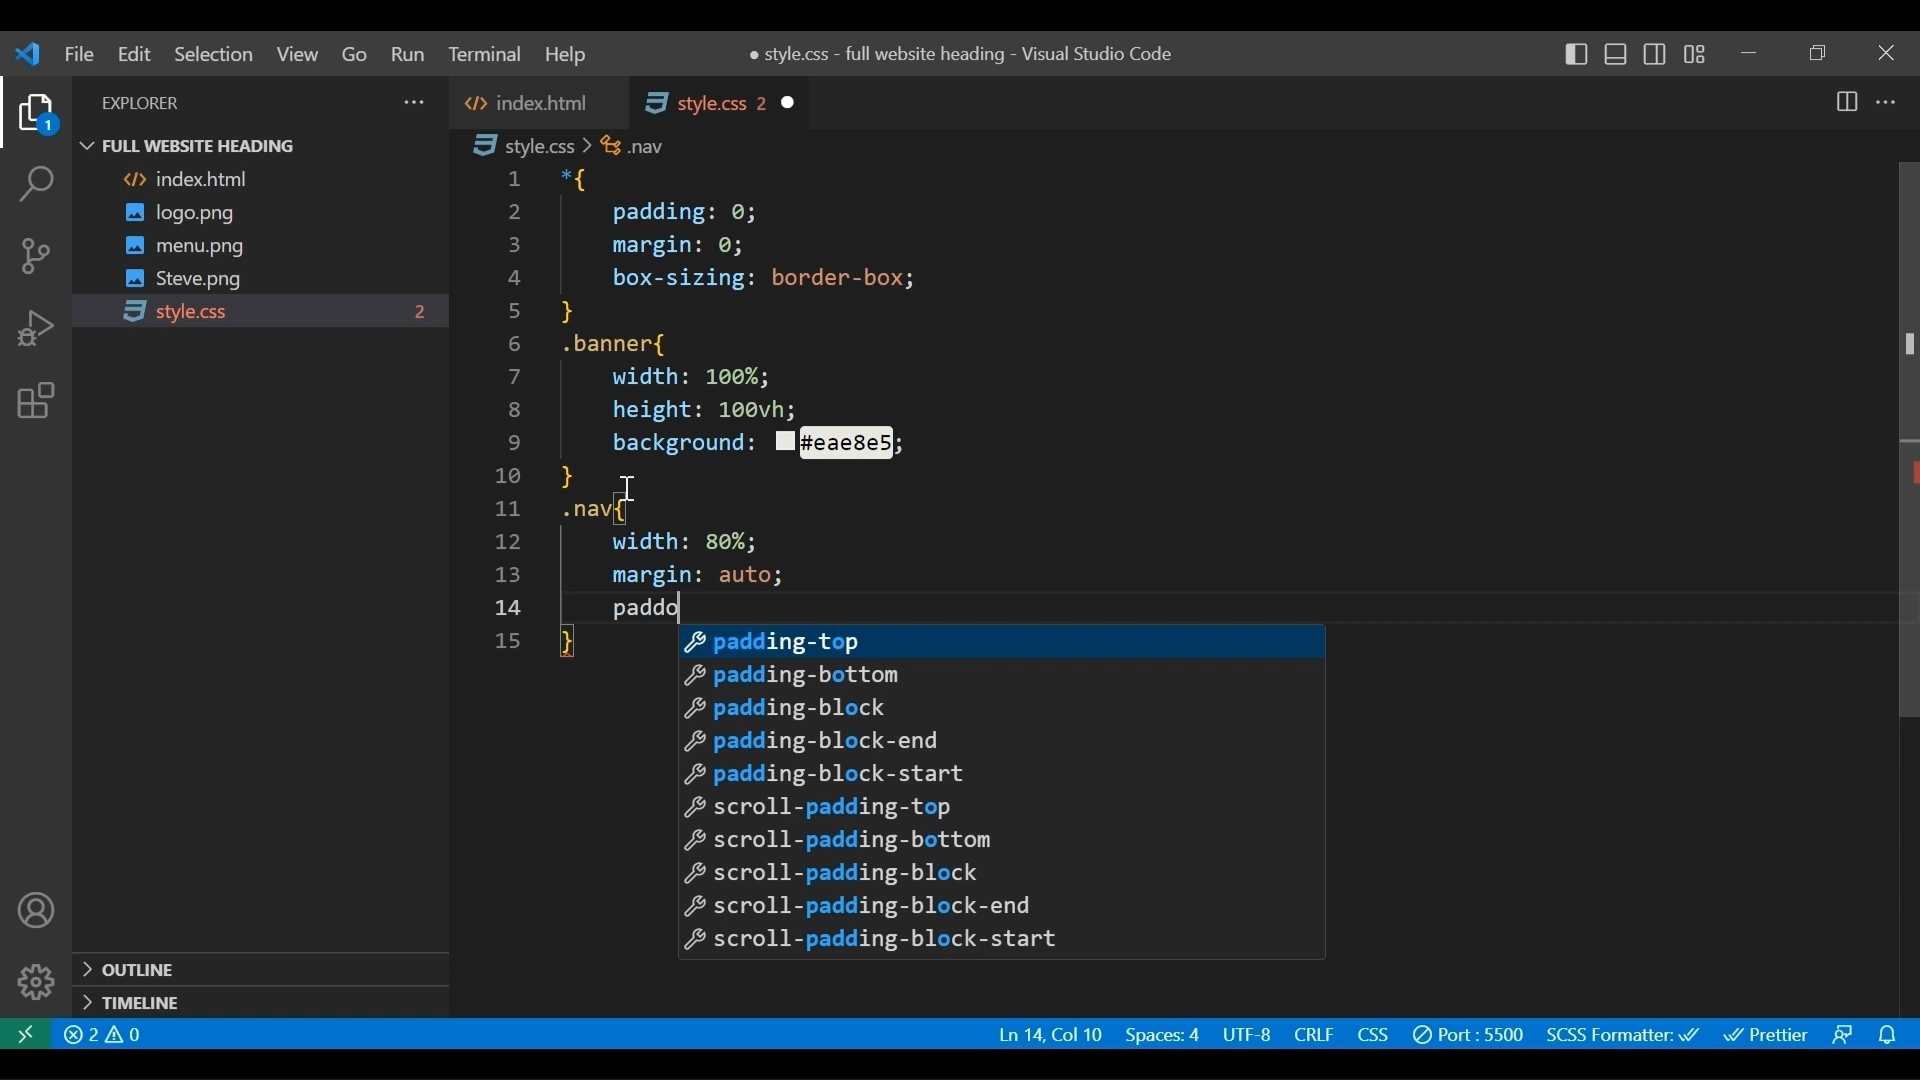 File Edit Selection View Go Run Terminal Help
● style.css - full website heading - Visual Studio Code
EXPLORER
FULL WEBSITE HEADING
index.html
logo.png
menu.png
Steve.png
style.css 2
OUTLINE
TIMELINE
1
index.html
style.css 2
style.css > .nav
1 *{
2 padding: 0;
3 margin: 0;
4 box-sizing: border-box;
5 }
6 .banner{
7 width: 100%;
8 height: 100vh;
9 background: #eae8e5;
10 }
11 .nav{
12 width: 80%;
13 margin: auto;
14 paddo
15 }
padding-top
padding-bottom
padding-block
padding-block-end
padding-block-start
scroll-padding-top
scroll-padding-bottom
scroll-padding-block
scroll-padding-block-end
scroll-padding-block-start
2 0
Ln 14, Col 10 Spaces: 4 UTF-8 CRLF CSS Port : 5500 SCSS Formatter: Prettier